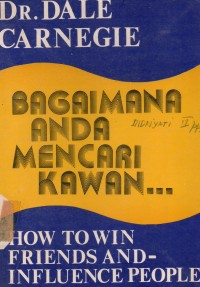 DR. DALE
CARNEGIE
BAGAIMANA
ANDA
MENCARI
KAWAN...
HOW TO WIN
FRIENDS AND-
INFLUENCE PEOPLE